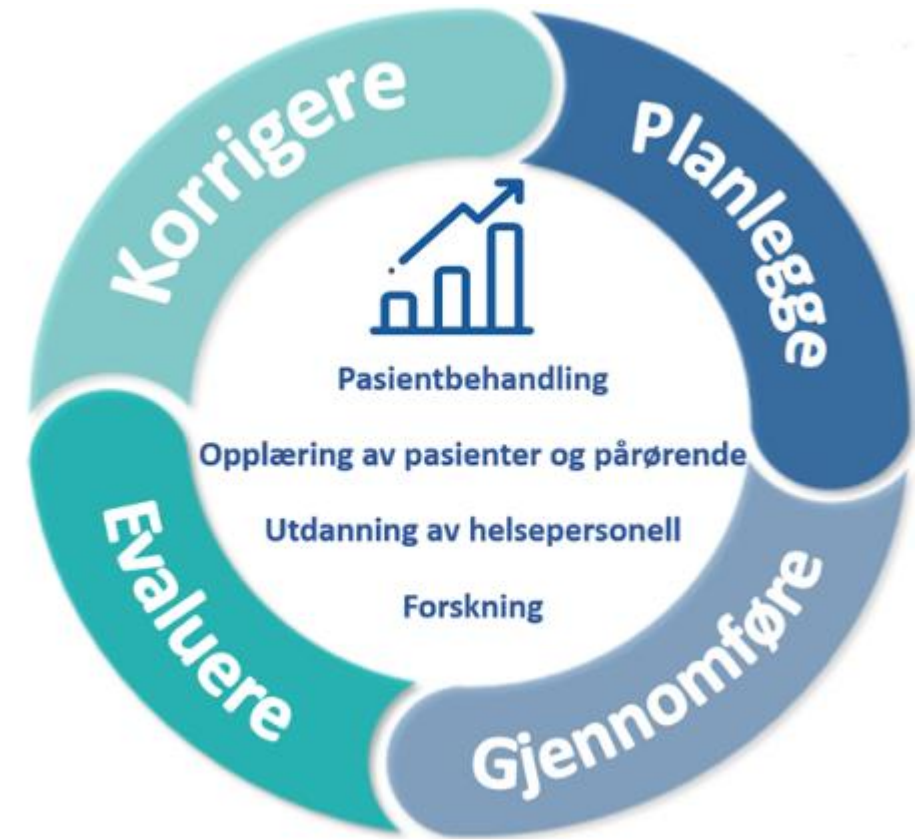 Korrigere
Planlegge
Pasientbehandling
Opplæring av pasienter og pårørende
Utdanning av helsepersonell
Forskning
Evaluere
Gjennomføre